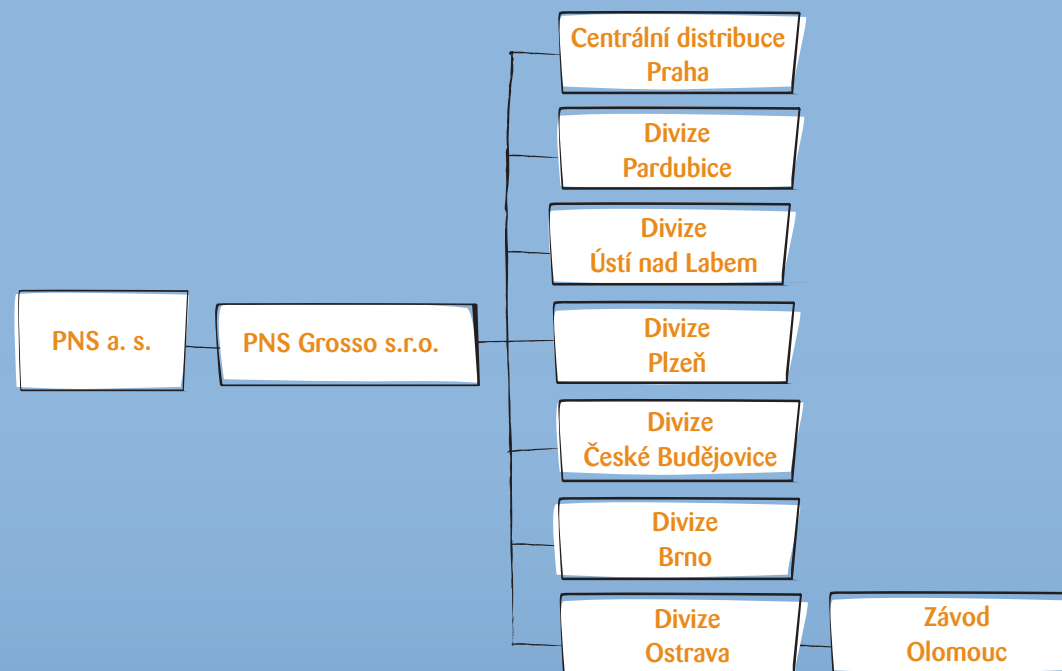 Centrální distribuce
Praha
Divize
Pardubice
Divize
Ústí nad Labem
PNS a. s.
PNS Grosso s.r.o.
Divize
Plzeň
Divize
České Budějovice
Divize
Brno
Divize
Ostrava
Závod
Olomouc